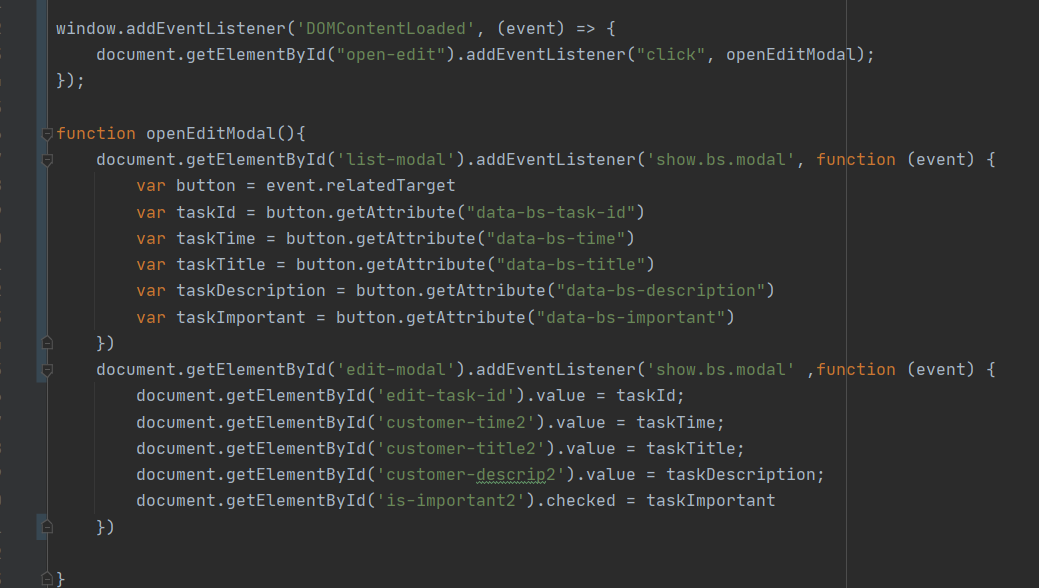 window.addEventListener('DOMContentLoaded', (event) => {
    document.getElementById("open-edit").addEventListener("click", openEditModal);
});

function openEditModal(){
    document.getElementById('list-modal').addEventListener('show.bs.modal', function (event) {
        var button = event.relatedTarget
        var taskId = button.getAttribute("data-bs-task-id")
        var taskTime = button.getAttribute("data-bs-time")
        var taskTitle = button.getAttribute("data-bs-title")
        var taskDescription = button.getAttribute("data-bs-description")
        var taskImportant = button.getAttribute("data-bs-important")
    })
    document.getElementById('edit-modal').addEventListener('show.bs.modal' ,function (event) {
        document.getElementById('edit-task-id').value = taskId;
        document.getElementById('customer-time2').value = taskTime;
        document.getElementById('customer-title2').value = taskTitle;
        document.getElementById('customer-descrip2').value = taskDescription;
        document.getElementById('is-important2').checked = taskImportant
    })

}